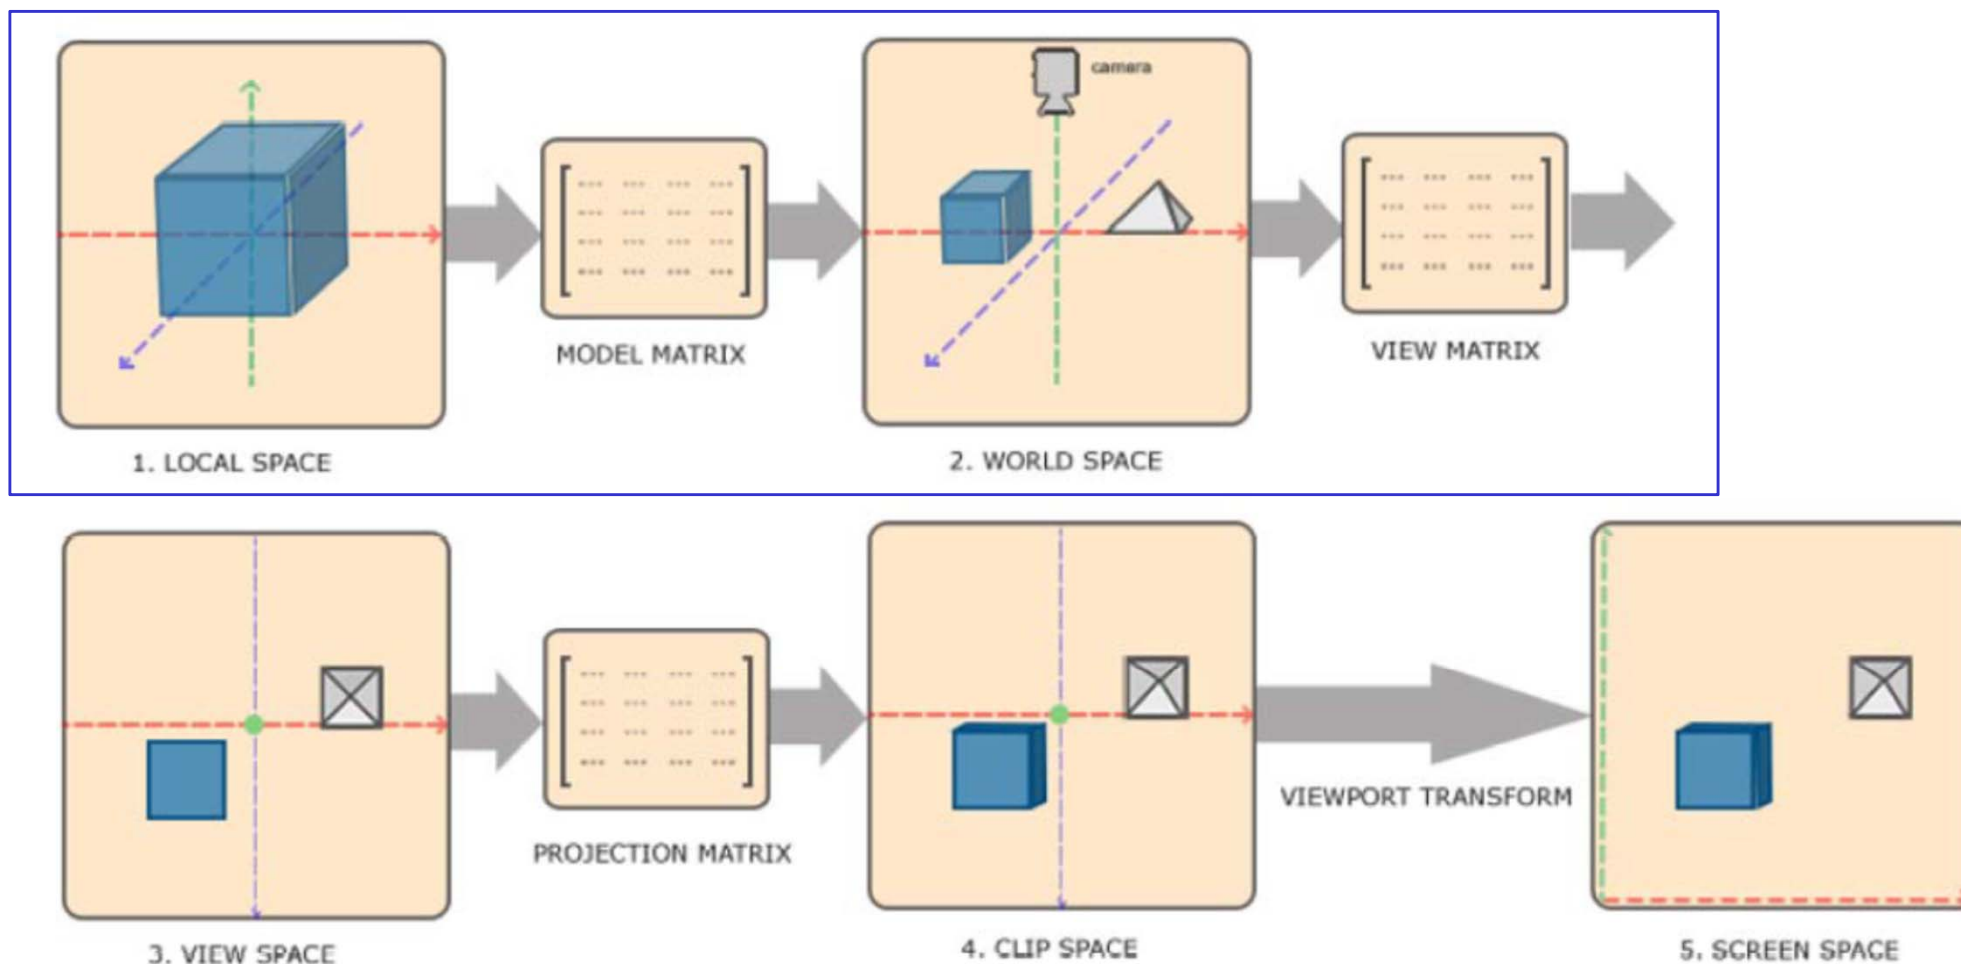 camera
MODEL MATRIX
VIEW MATRIX
1. LOCAL SPACE
2. WORLD SPACE
PROJECTION MATRIX
VIEWPORT TRANSFORM
3. VIEW SPACE
4. CLIP SPACE
5. SCREEN SPACE